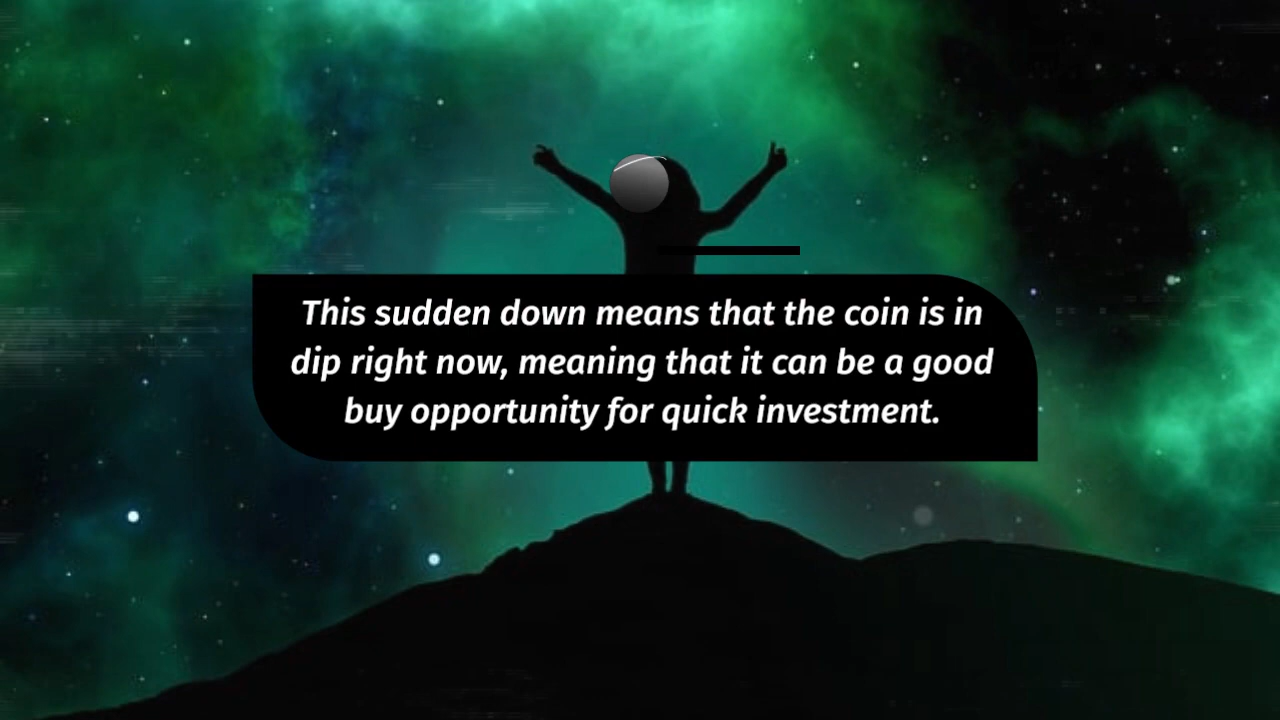 This sudden down means that the coin is in
dip right now, meaning that it can be a good
buy opportunity for quick investment.